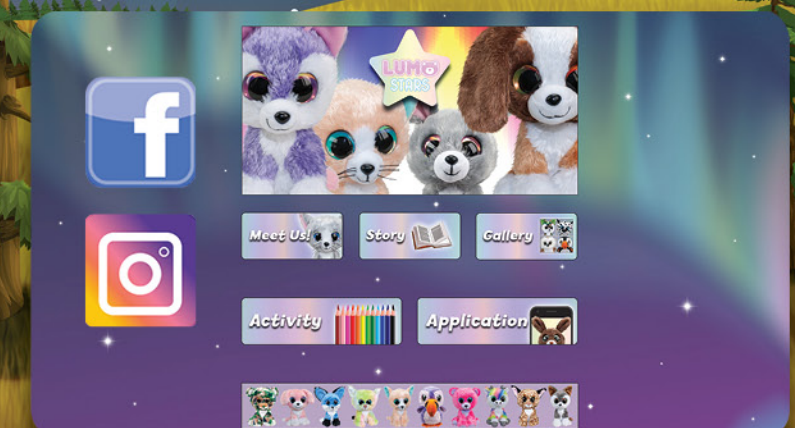 LUMO
STARS
Meet Us!
Story
Gallery
Activity
Application